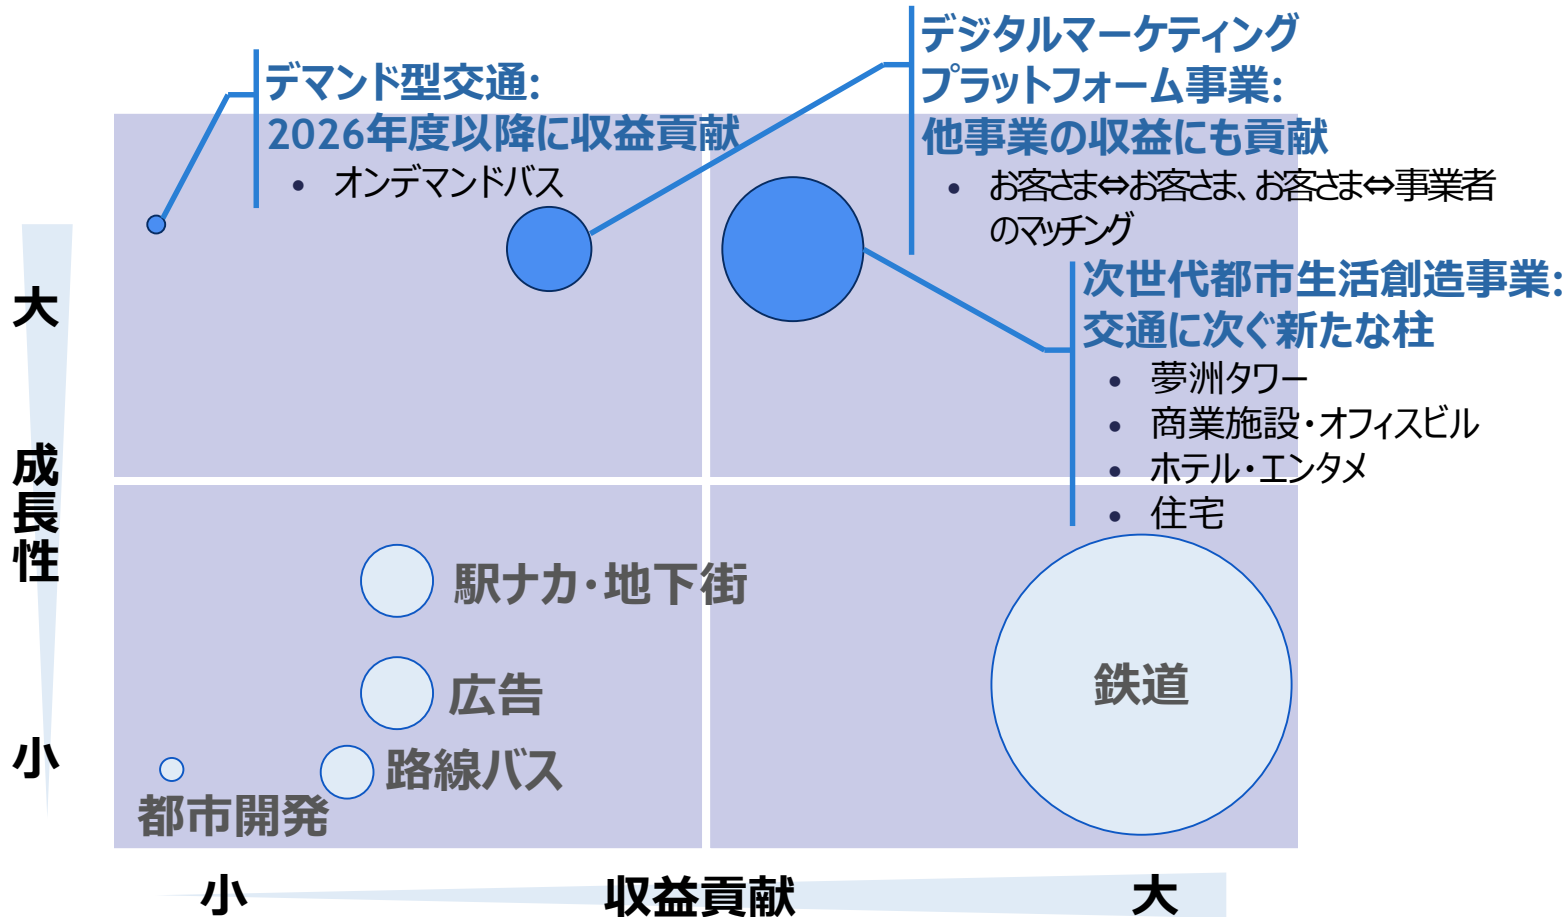 デマンド型交通:
2026年度以降に収益貢献
• オンデマンドバス
デジタルマーケティング
プラットフォーム事業:
他事業の収益にも貢献
• お客さま⇔お客さま、お客さま⇔事業者
のマッチング
次世代都市生活創造事業:
交通に次ぐ新たな柱
• 夢洲タワー
• 商業施設・オフィスビル
• ホテル・エンタメ
• 住宅
大
成長性
小
駅ナカ・地下街
広告
路線バス
都市開発
鉄道
小
収益貢献
大